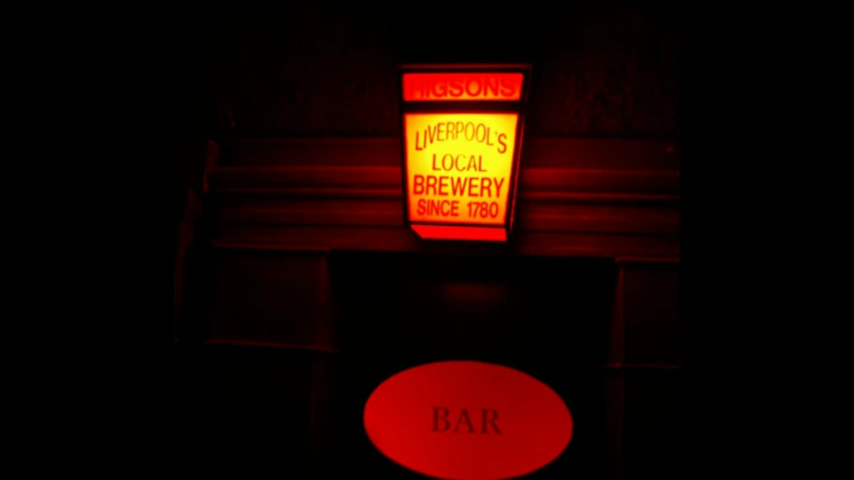 HIGSONS
LIVERPOOL'S
LOCAL
BREWERY
SINCE 1780
BAR